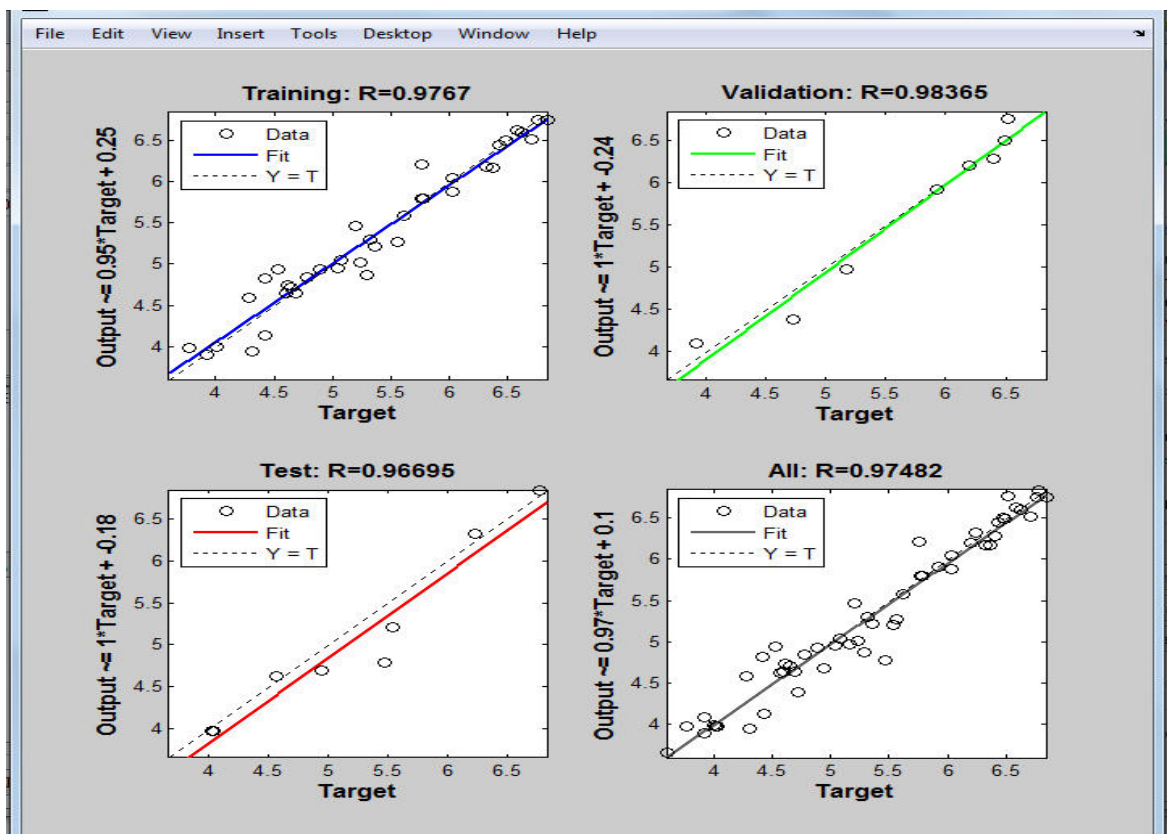 File Edit View Insert Tools Desktop Window Help
Training: R=0.9767
Output ~= 0.95*Target + 0.25
Data
Fit
Y = T
6.5
6
5.5
5
4.5
4
4 4.5 5 5.5 6 6.5
Target
Validation: R=0.98365
Output ~= 1*Target + -0.24
Data
Fit
Y = T
6.5
6
5.5
5
4.5
4
4 4.5 5 5.5 6 6.5
Target
Test: R=0.96695
Output ~= 1*Target + -0.18
Data
Fit
Y = T
6.5
6
5.5
5
4.5
4
4 4.5 5 5.5 6 6.5
Target
All: R=0.97482
Output ~= 0.97*Target + 0.1
Data
Fit
Y = T
6.5
6
5.5
5
4.5
4
4 4.5 5 5.5 6 6.5
Target